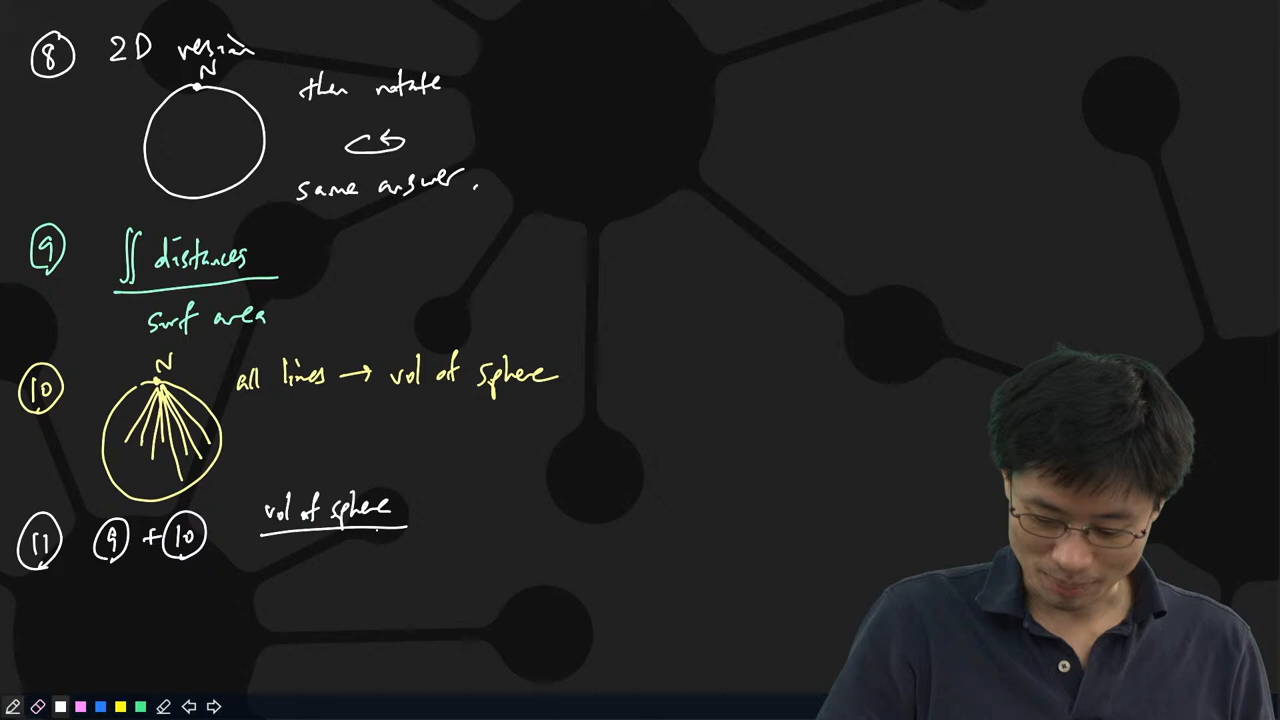 ⑧ 2D version
N
then rotate
same answer.
⑨ ∬ distances
surf area
N
⑩ all lines → vol of sphere
vol of sphere
⑪ ⑨ + ⑩